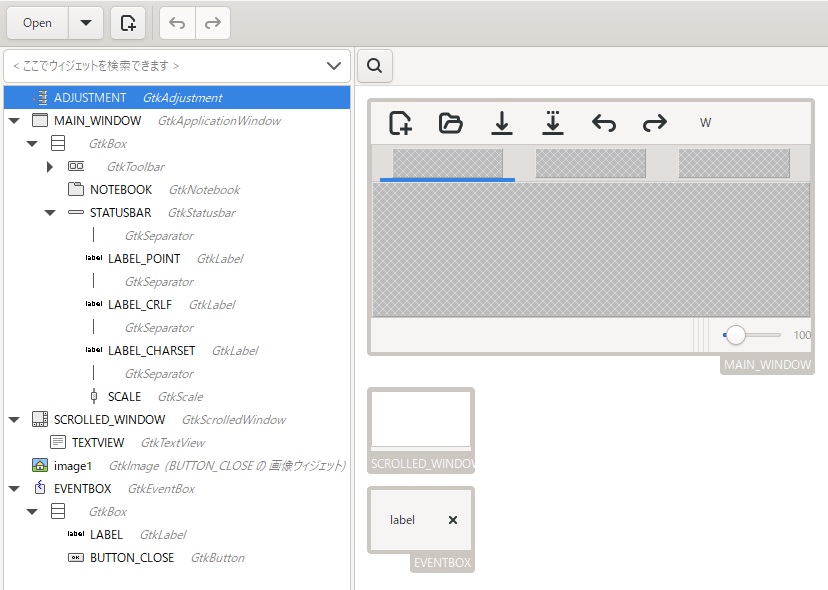 Open
< ここでウィジェットを検索できます >
ADJUSTMENT GtkAdjustment
MAIN_WINDOW GtkApplicationWindow
GtkBox
GtkToolbar
NOTEBOOK GtkNotebook
STATUSBAR GtkStatusbar
GtkSeparator
label LABEL_POINT GtkLabel
GtkSeparator
label LABEL_CRLF GtkLabel
GtkSeparator
label LABEL_CHARSET GtkLabel
GtkSeparator
SCALE GtkScale
SCROLLED_WINDOW GtkScrolledWindow
TEXTVIEW GtkTextView
image1 GtkImage (BUTTON_CLOSE の 画像ウィジェット)
EVENTBOX GtkEventBox
GtkBox
label LABEL GtkLabel
OK BUTTON_CLOSE GtkButton
W
100
MAIN_WINDOW
SCROLLED_WINDOW
label
EVENTBOX